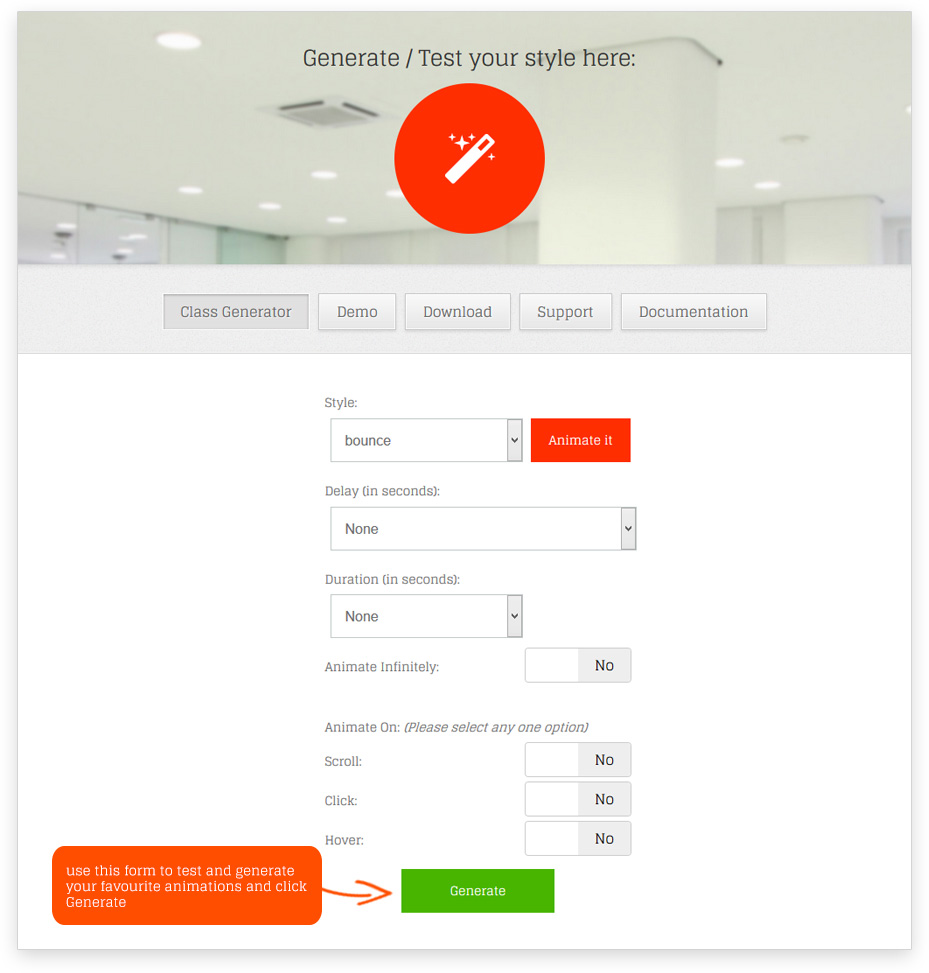 Generate / Test your style here:
Class Generator Demo Download Support Documentation
Style:
bounce Animate it
Delay (in seconds):
None
Duration (in seconds):
None
Animate Infinitely: No
Animate On: (Please select any one option)
Scroll: No
Click: No
Hover: No
use this form to test and generate
your favourite animations and click
Generate
Generate